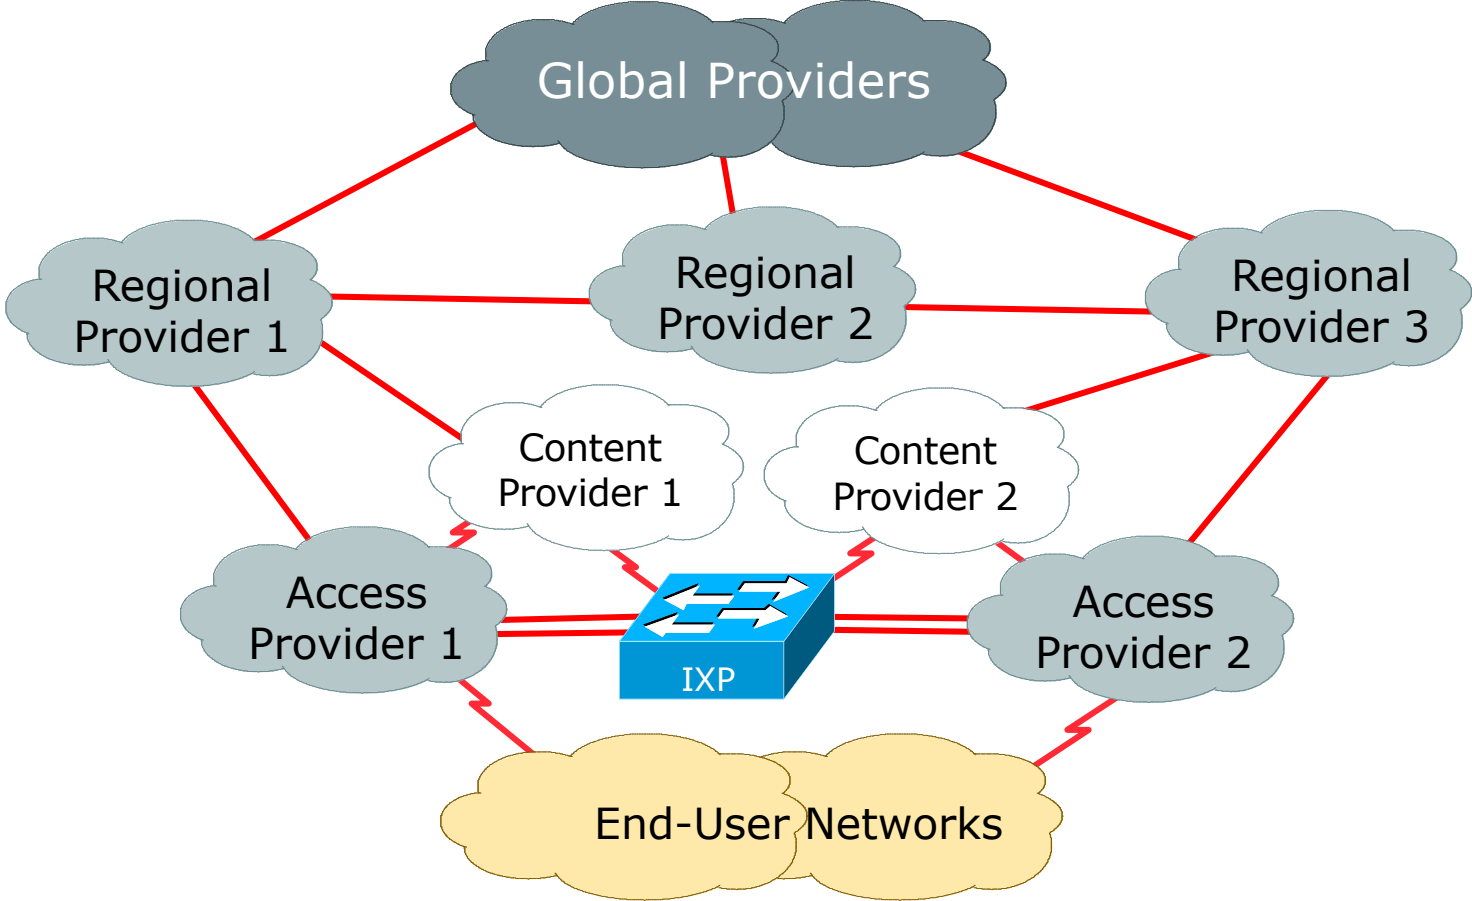 Global Providers
Regional
Provider 1
Regional
Provider 2
Regional
Provider 3
Content
Provider 1
Content
Provider 2
Access
Provider 1
IXP
Access
Provider 2
End-User Networks